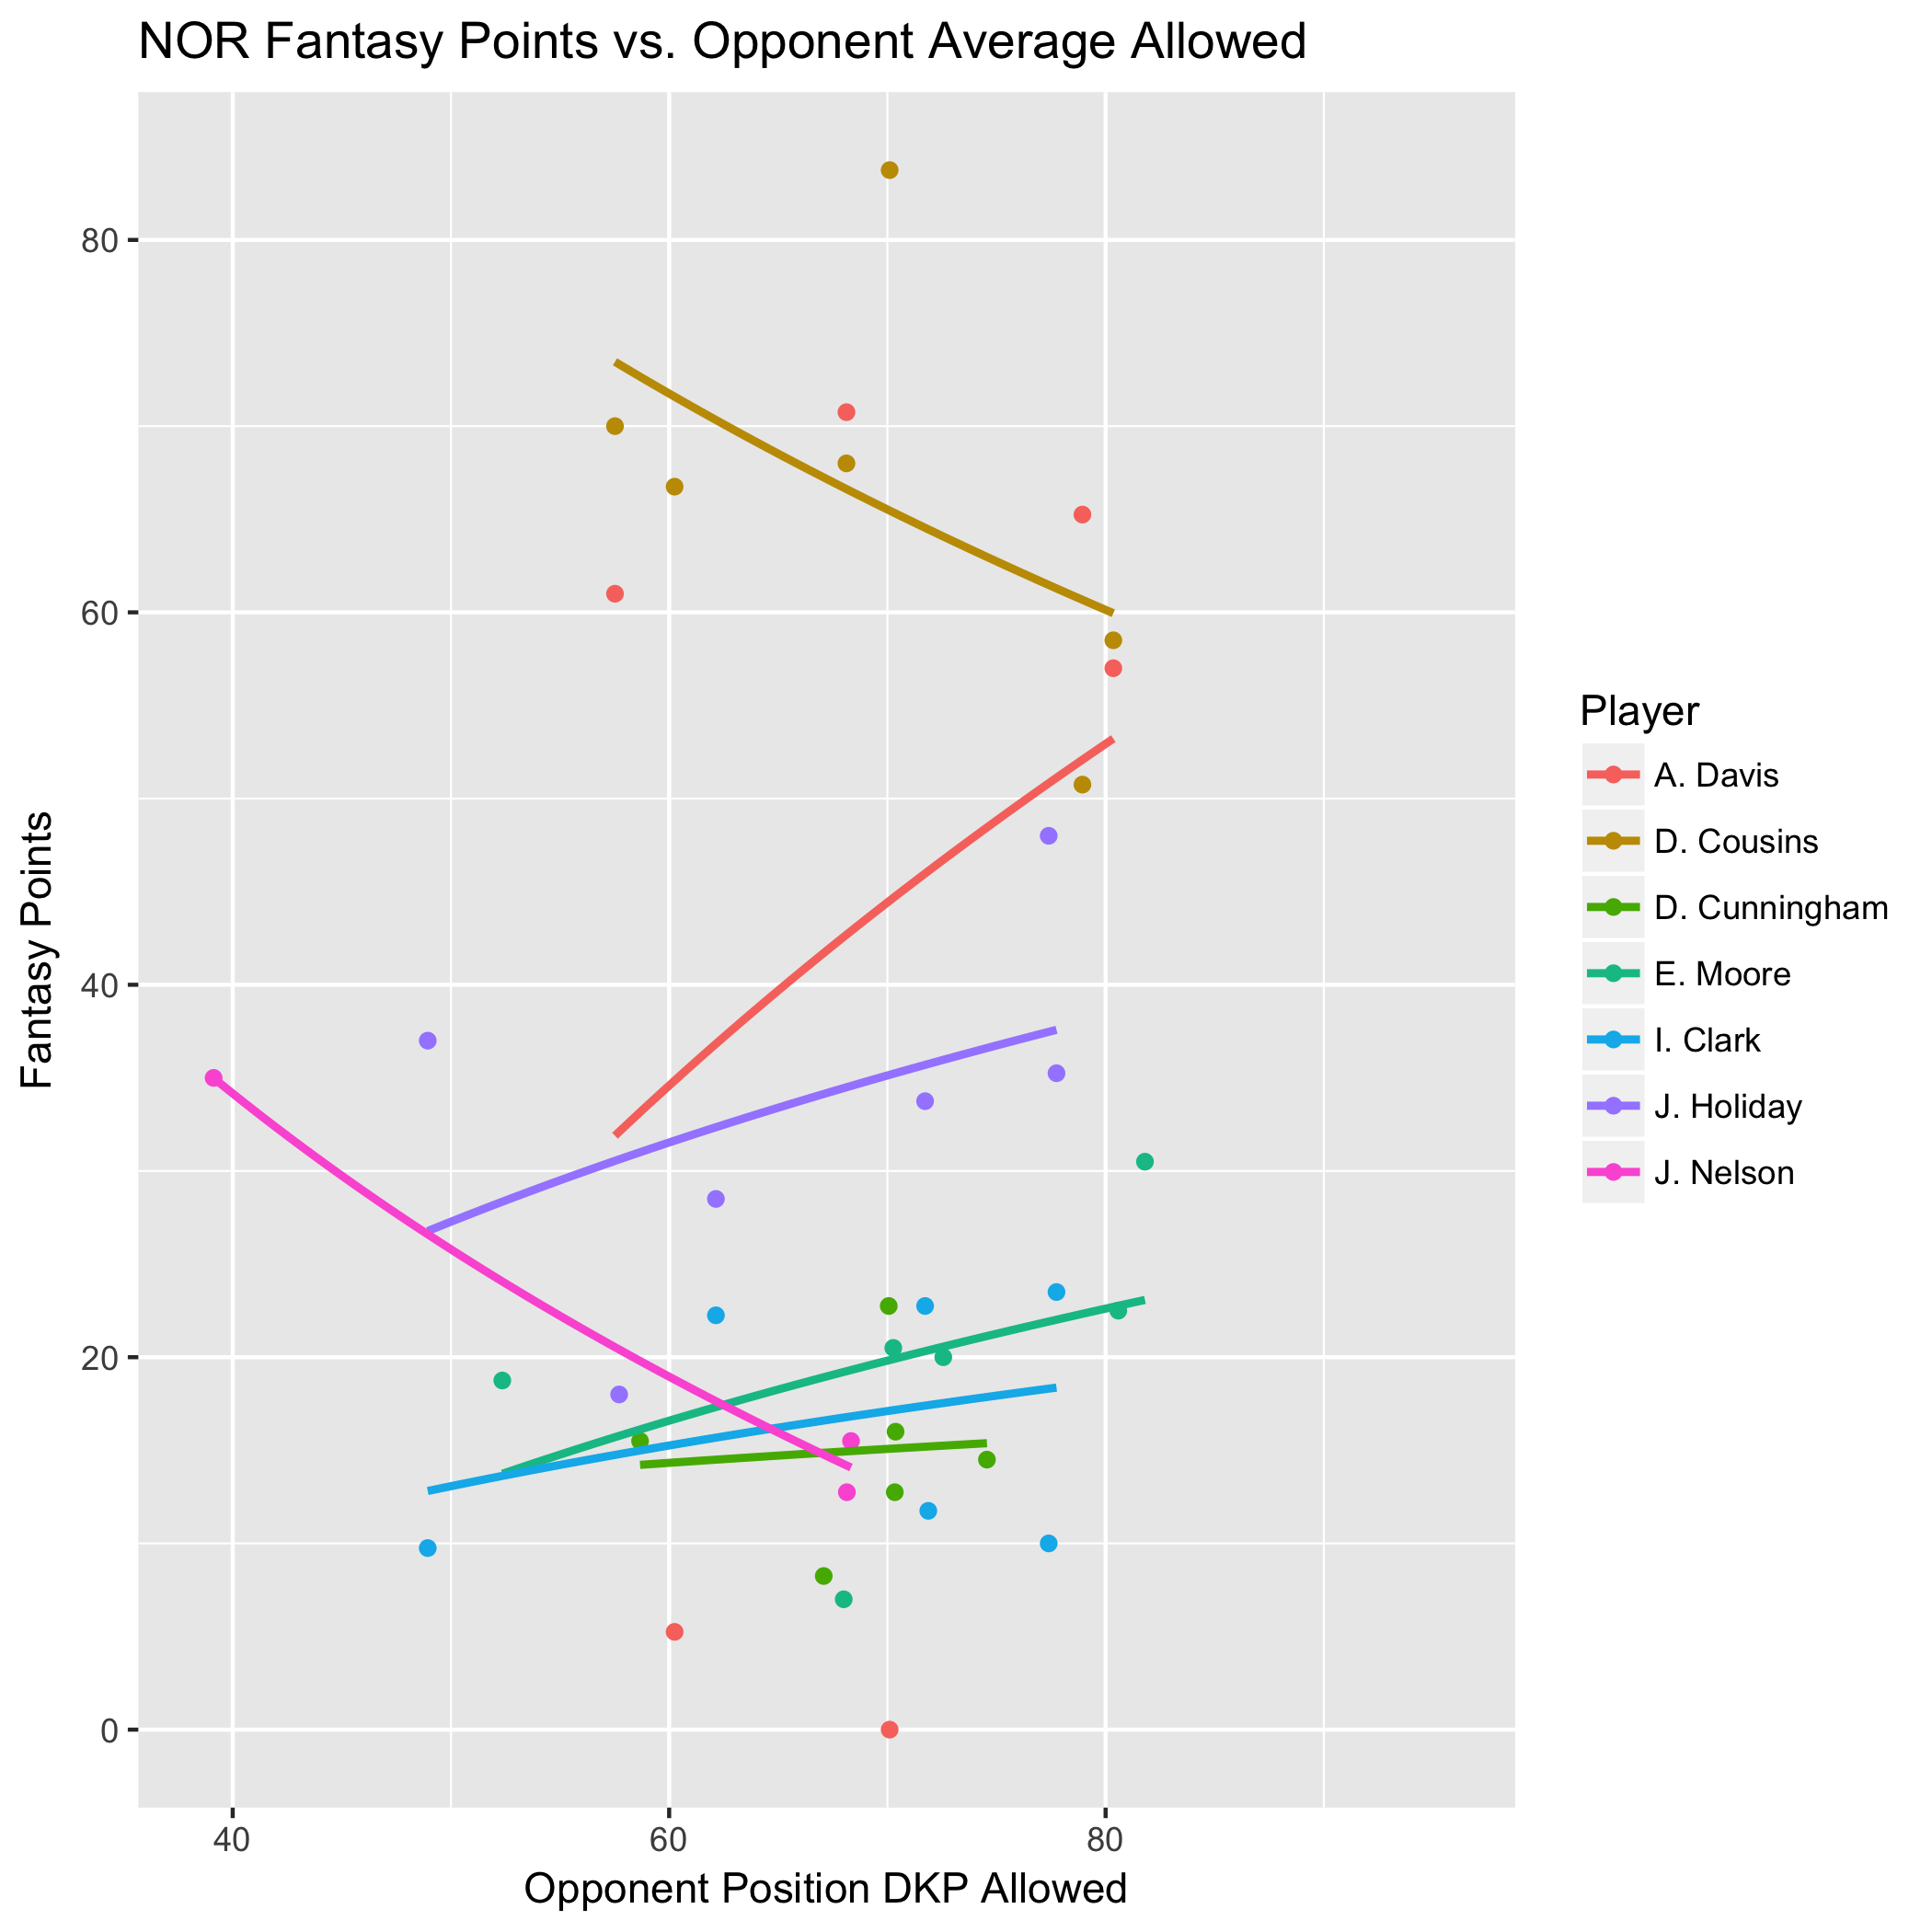 NOR Fantasy Points vs. Opponent Average Allowed
80
60
40
20
0
Fantasy Points
40 60 80
Opponent Position DKP Allowed
Player
A. Davis
D. Cousins
D. Cunningham
E. Moore
I. Clark
J. Holiday
J. Nelson